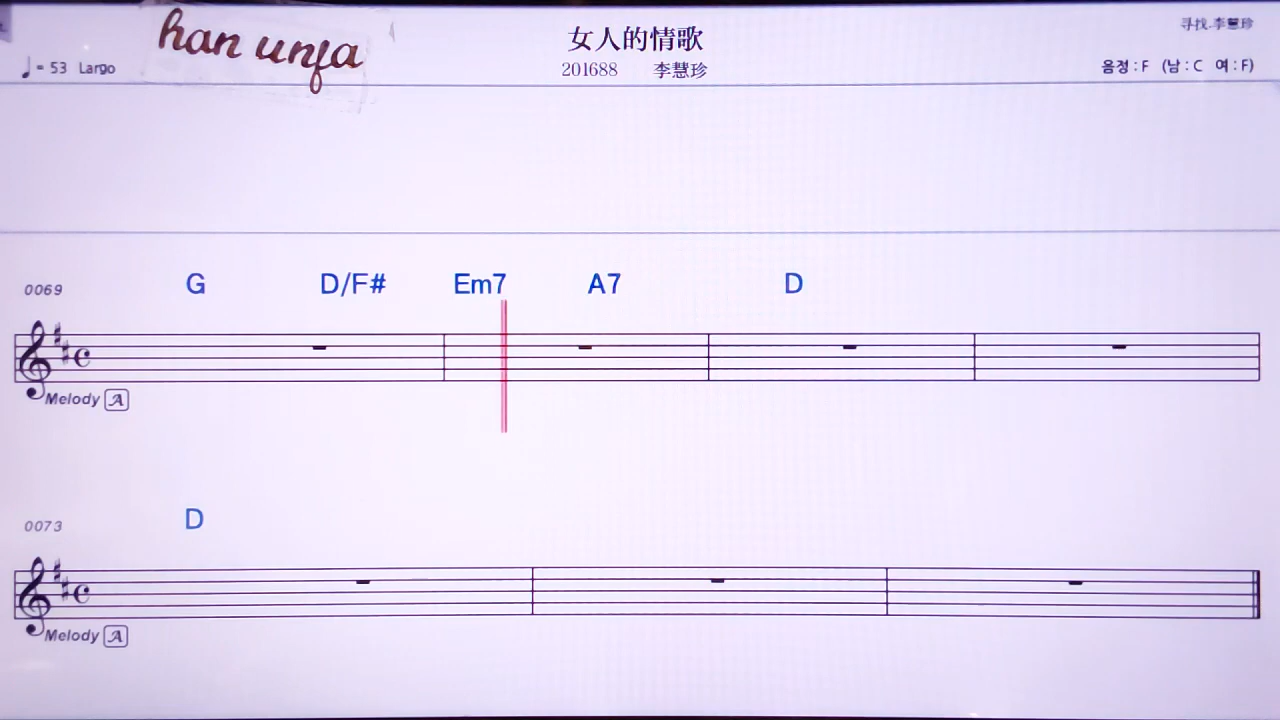 han unfa
女人的情歌
寻找.李慧珍
♩= 53 Largo
201688 李慧珍
음정 : F (남 : C 여 : F)
0069
G D/F# Em7 A7 D
Melody A
0073
D
Melody A